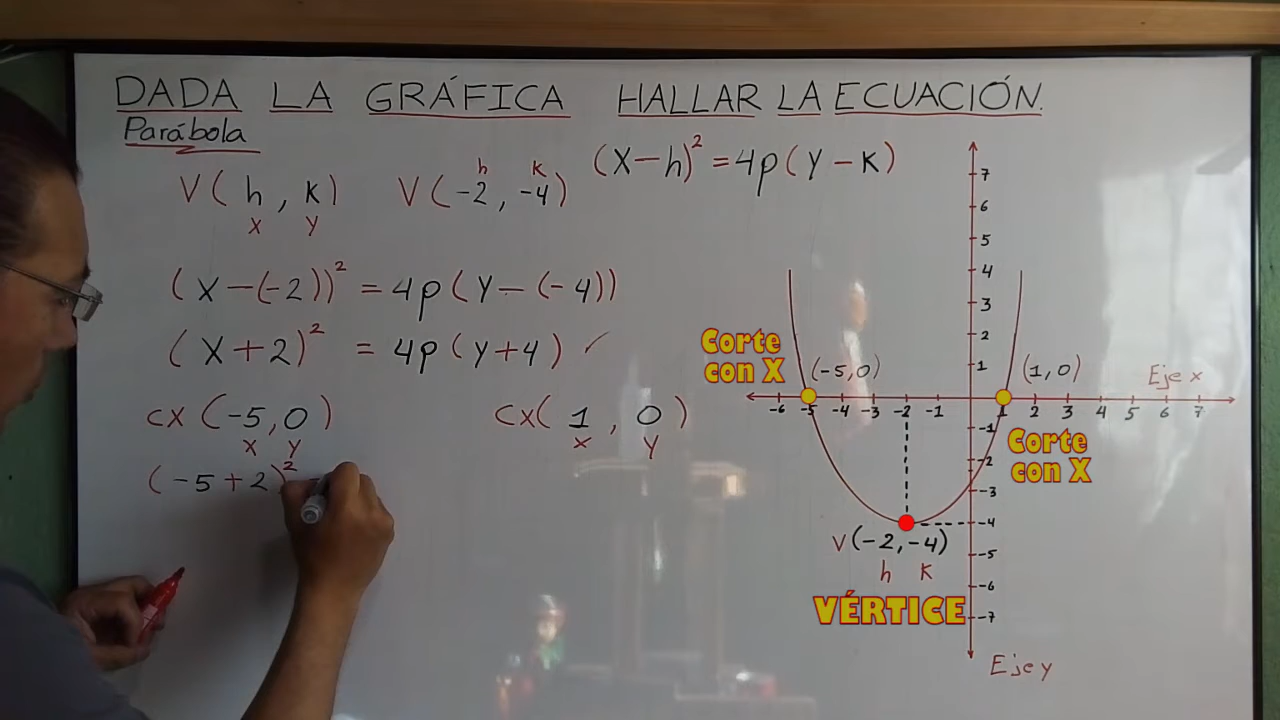 DADA LA GRÁFICA HALLAR LA ECUACIÓN.
Parábola
(X-h)² = 4p(Y-K)
h K
V(h, K) V(-2, -4)
X Y
(X-(-2))² = 4p(Y-(-4))
(X+2)² = 4p(Y+4)
CX(-5,0) CX(1, 0)
X Y X Y
(-5+2)²
7
6
5
4
3
2
1
Corte
con X
(-5,0) (1,0) Eje x
-6 -5 -4 -3 -2 -1 1 2 3 4 5 6 7
-1
Corte
con X
-2
-3
-4
V(-2,-4)
-5
h K
-6
VÉRTICE
-7
Eje y